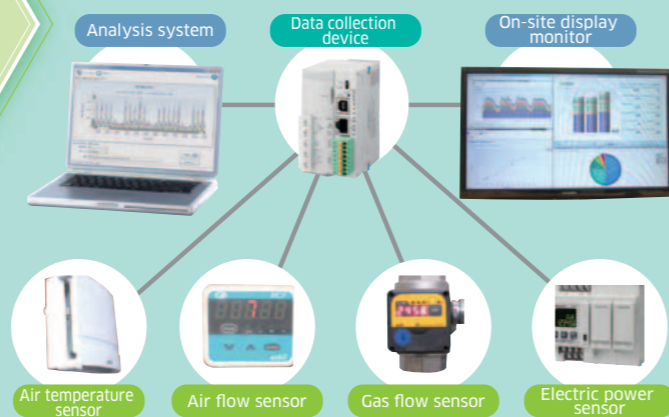 Analysis system
Data collection
device
On-site display
monitor
Air temperature
sensor
Air flow sensor
Gas flow sensor
Electric power
sensor